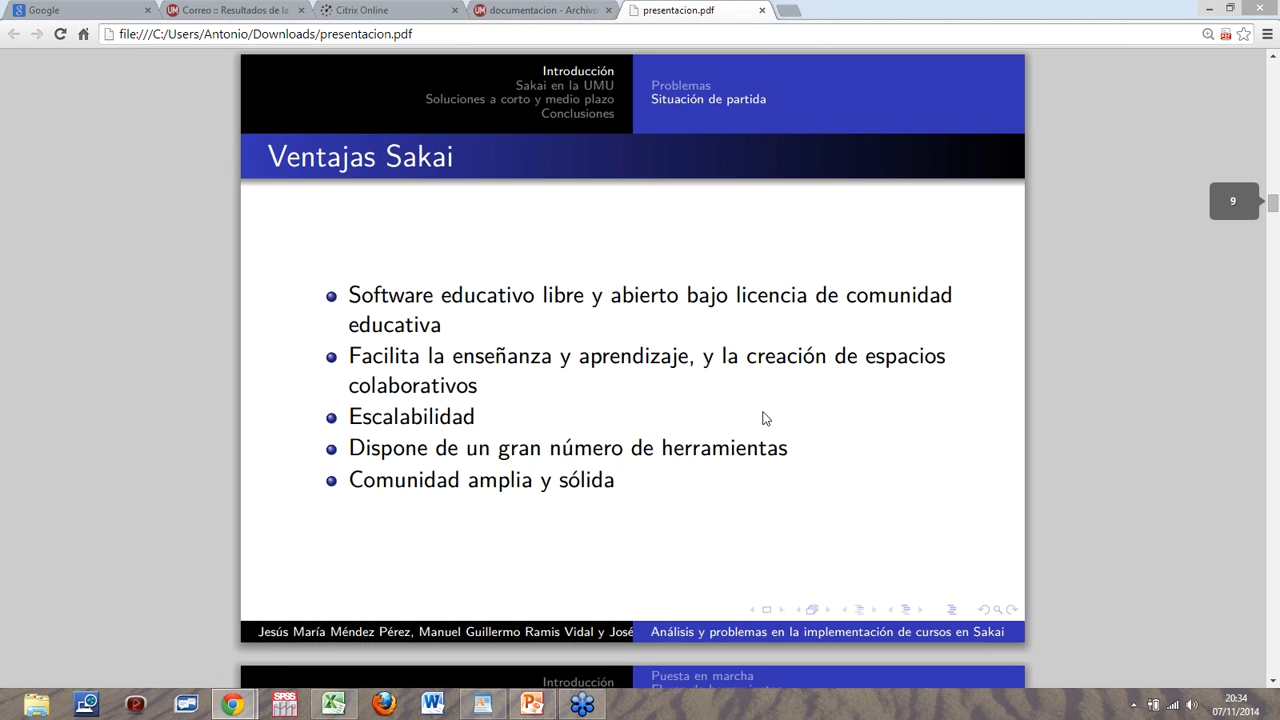 Google
Correo :: Resultados de la
Citrix Online
documentacion - Archivo
presentacion.pdf
file:///C:/Users/Antonio/Downloads/presentacion.pdf
Introducción
Sakai en la UMU
Soluciones a corto y medio plazo
Conclusiones
Problemas
Situación de partida
Ventajas Sakai
9
Software educativo libre y abierto bajo licencia de comunidad
educativa
Facilita la enseñanza y aprendizaje, y la creación de espacios
colaborativos
Escalabilidad
Dispone de un gran número de herramientas
Comunidad amplia y sólida
Jesús María Méndez Pérez, Manuel Guillermo Ramis Vidal y José
Análisis y problemas en la implementación de cursos en Sakai
Introducción
Puesta en marcha
SPSS
20:34
07/11/2014